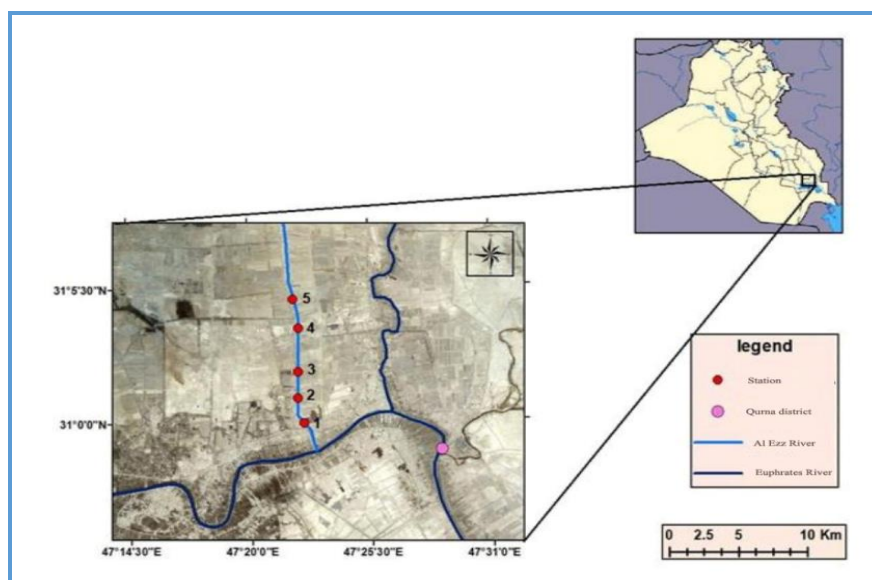 31°5'30"N
31°0'0"N
5
4
3
2
1
47°14'30"E
47°20'0"E
47°25'30"E
47°31'0"E
legend
Station
Qurna district
Al Ezz River
Euphrates River
0 2.5 5 10 Km